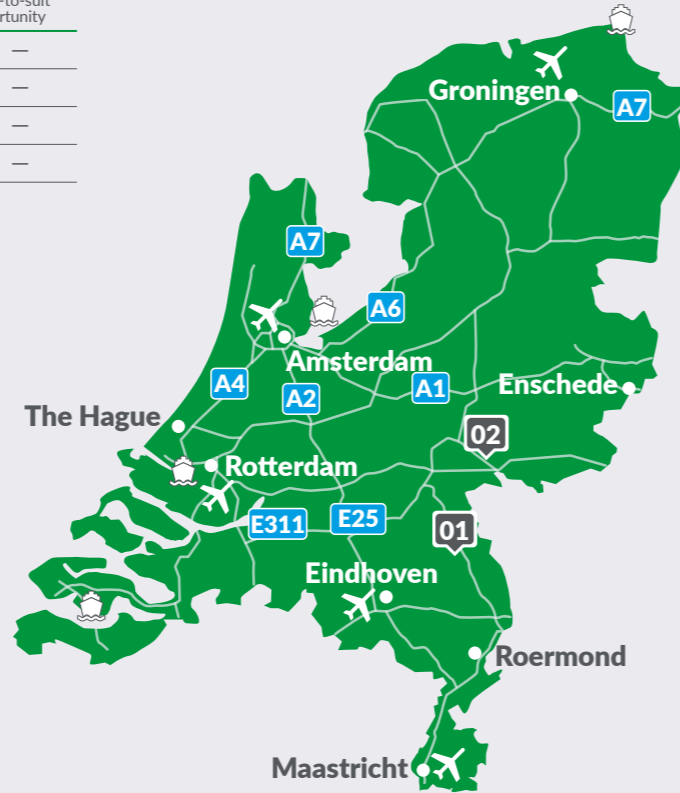 rtunity
—
—
—
—
Groningen
A7
A7
A6
Amsterdam
A4
A2
A1
Enschede
The Hague
02
Rotterdam
E311
E25
01
Eindhoven
Roermond
Maastricht